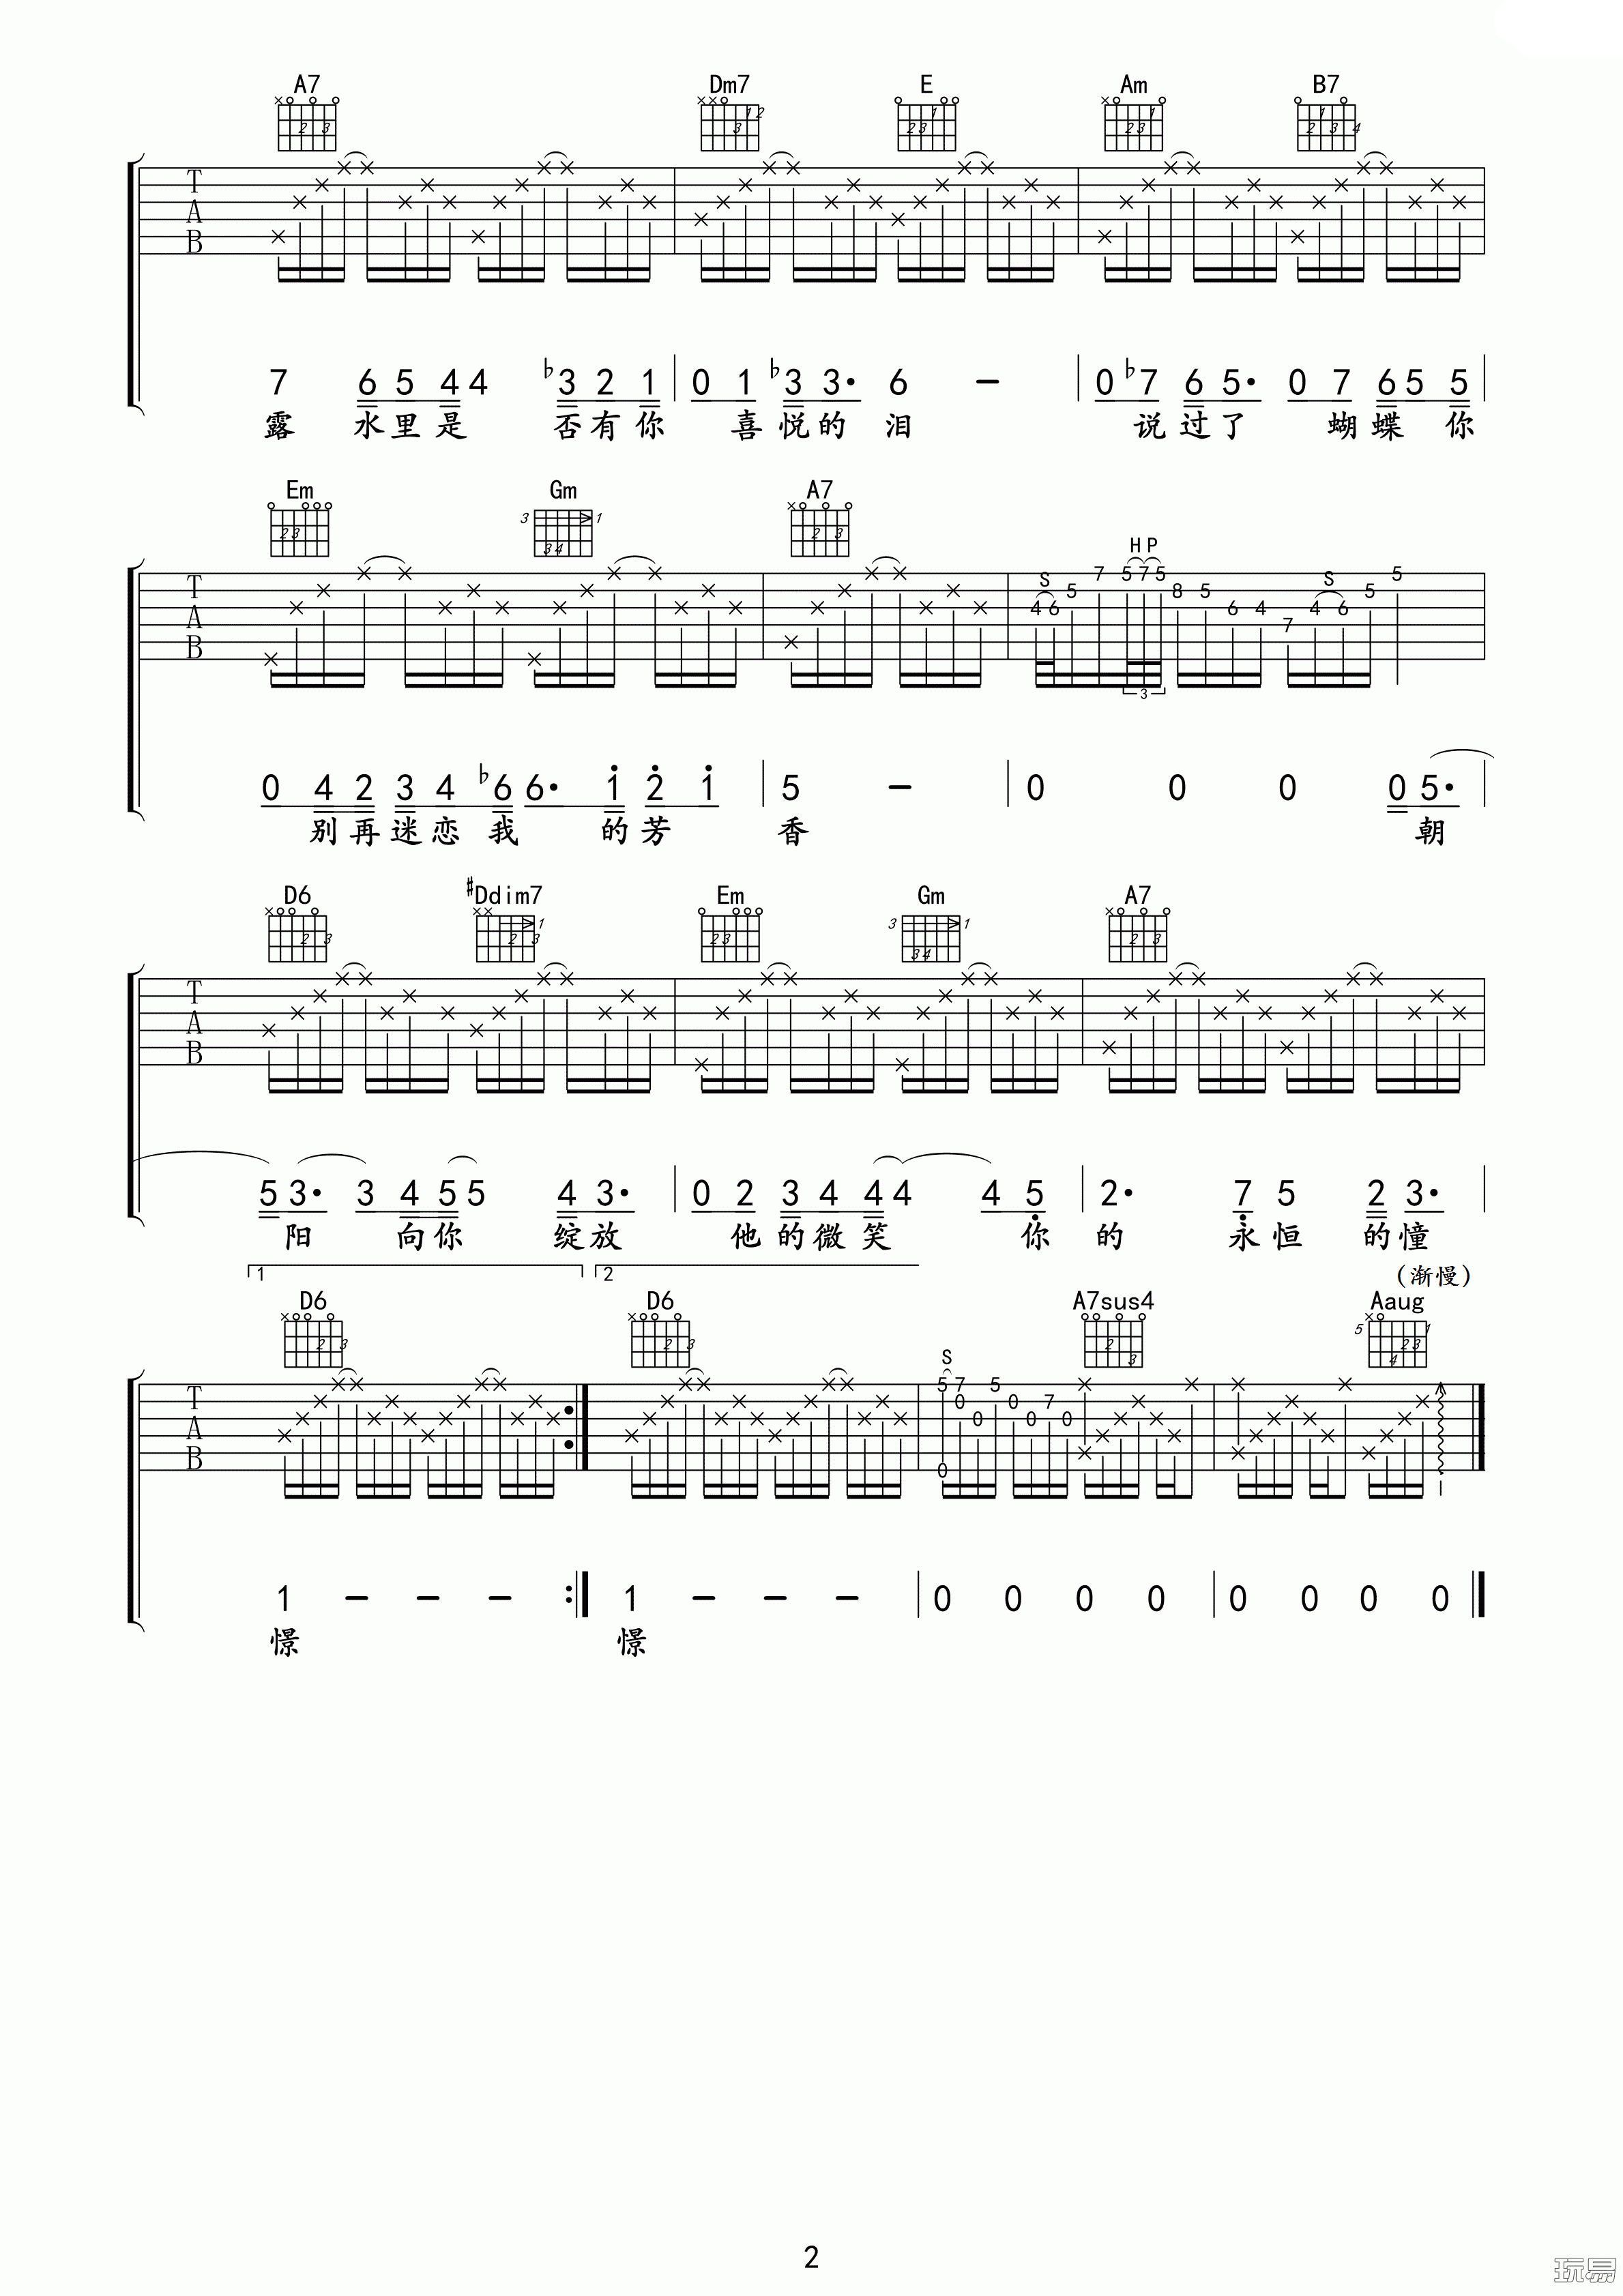 A7 Dm7 E Am B7
T A B
7 6 5 4 4 ♭3 2 1 | 0 1 ♭3 3· 6 – | 0 ♭7 6 5· 0 7 6 5 5
露 水里是 否有你 喜悦的 泪 说过了 蝴蝶 你
Em Gm A7
H P
S S
T A B
4 6 5 7 5 7 5 8 5 6 4 7 4 6 5 5
3
0 4 2 3 4 ♭6 6· 1 2 1 | 5 – | 0 0 0 0 5·
别再迷恋 我 的芳 香 朝
D6 ♯Ddim7 Em Gm A7
T A B
5 3· 3 4 5 5 4 3· | 0 2 3 4 4 4 4 5 | 2· 7 5 2 3·
阳 向你 绽放 他的微笑 你 的 永恒 的憧
1 2 (渐慢)
D6 D6 A7sus4 Aaug
S
T A B
5 7 0 0 5 0 0 7 0 0
1 – – – 1 – – – | 0 0 0 0 | 0 0 0 0
憬 憬
2
玩易